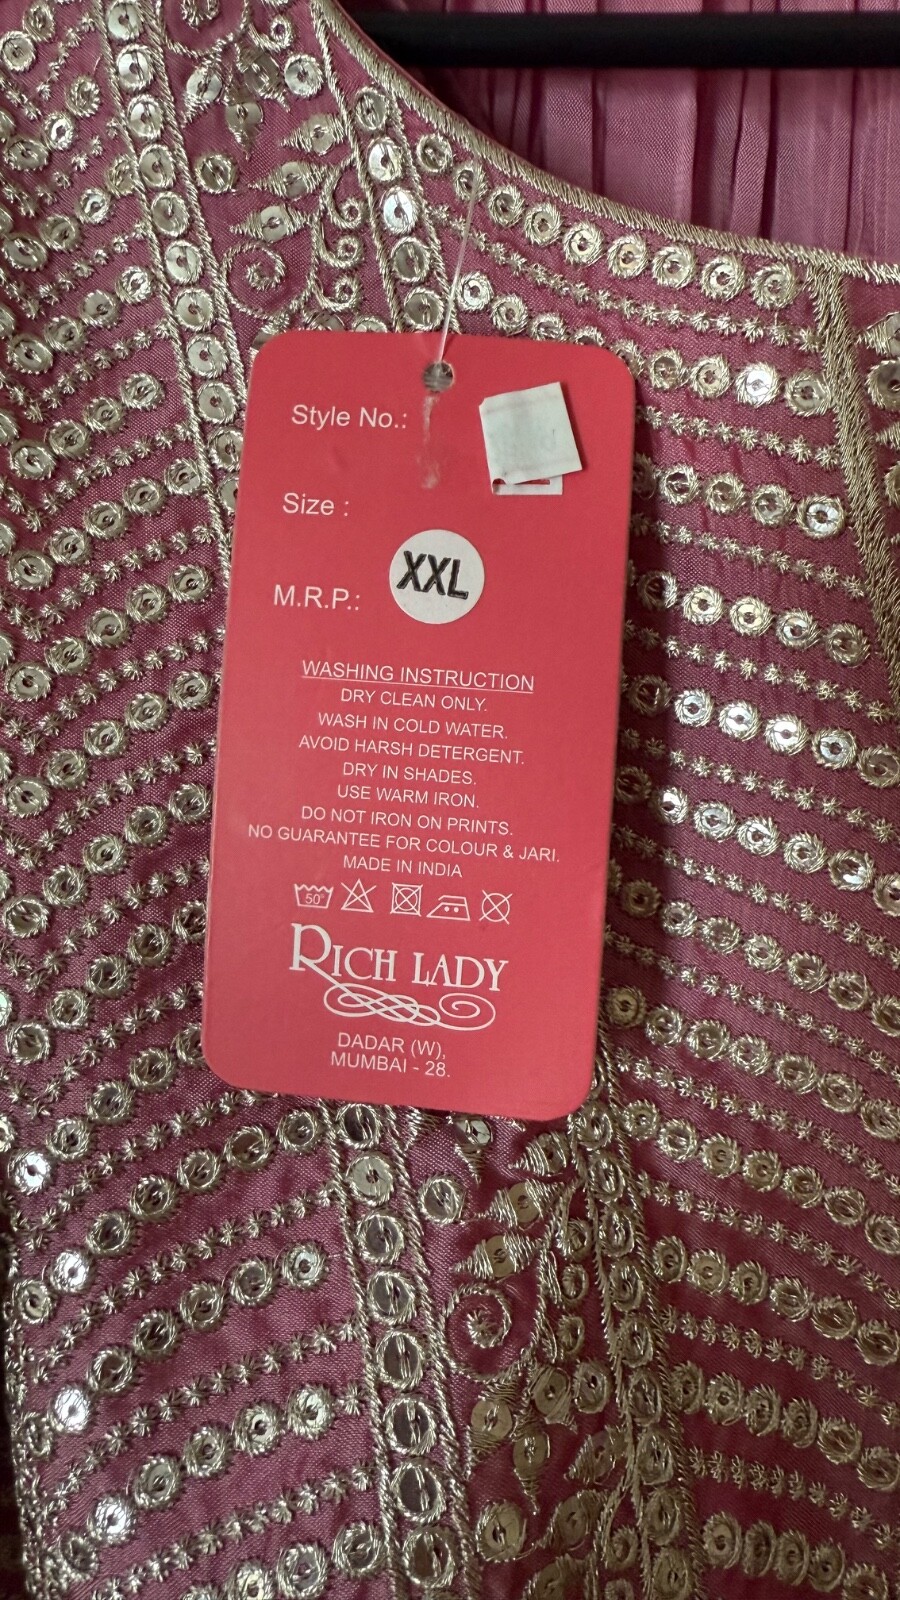 Style No.:
Size :
XXL
M.R.P.:
WASHING INSTRUCTION
DRY CLEAN ONLY.
WASH IN COLD WATER.
AVOID HARSH DETERGENT.
DRY IN SHADES.
USE WARM IRON.
DO NOT IRON ON PRINTS.
NO GUARANTEE FOR COLOUR & JARI.
MADE IN INDIA
50°
RICH LADY
DADAR (W),
MUMBAI - 28.